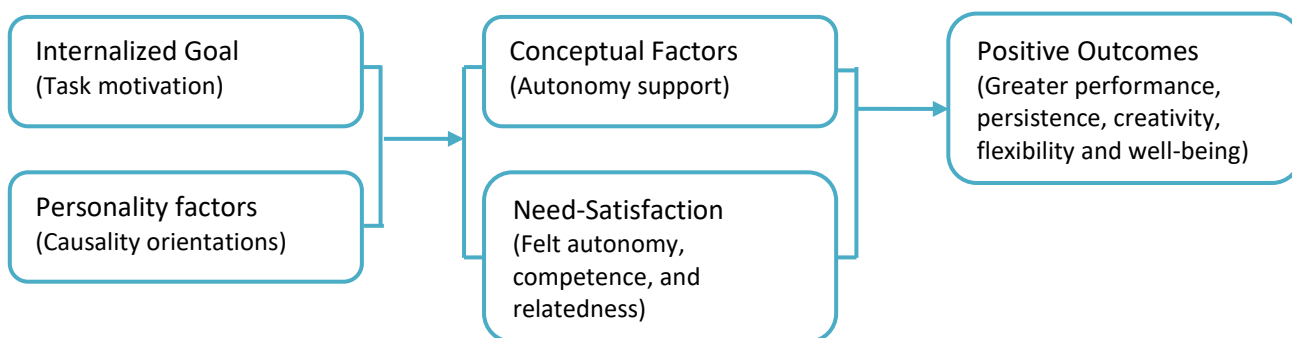 Internalized Goal
(Task motivation)
Personality factors
(Causality orientations)
Conceptual Factors
(Autonomy support)
Need-Satisfaction
(Felt autonomy,
competence, and
relatedness)
Positive Outcomes
(Greater performance,
persistence, creativity,
flexibility and well-being)